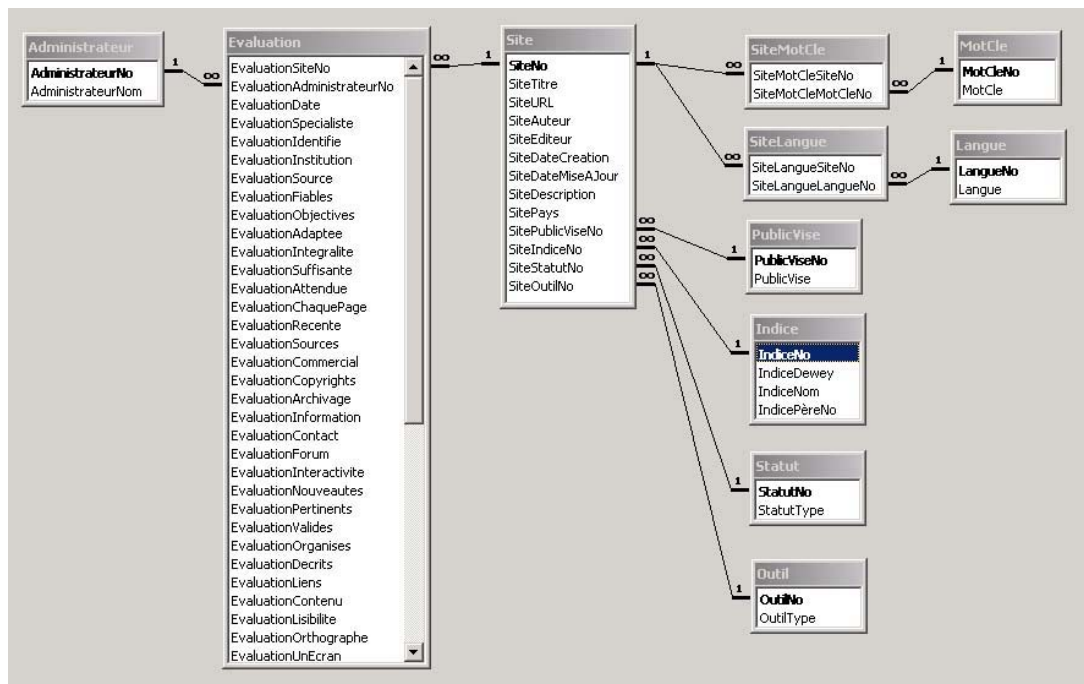 Administrateur
1
∞
AdministrateurNo
AdministrateurNom
Evaluation
EvaluationSiteNo
EvaluationAdministrateurNo
EvaluationDate
EvaluationSpecialiste
EvaluationIdentifie
EvaluationInstitution
EvaluationSource
EvaluationFiables
EvaluationObjectives
EvaluationAdaptee
EvaluationIntegralite
EvaluationSuffisante
EvaluationAttendue
EvaluationChaquePage
EvaluationRecente
EvaluationSources
EvaluationCommercial
EvaluationCopyrights
EvaluationArchivage
EvaluationInformation
EvaluationContact
EvaluationForum
EvaluationInteractivite
EvaluationNouveautes
EvaluationPertinents
EvaluationValides
EvaluationOrganises
EvaluationDecrits
EvaluationLiens
EvaluationContenu
EvaluationLisibilite
EvaluationOrthographe
EvaluationUnEcran
∞
1
Site
SiteNo
SiteTitre
SiteURL
SiteAuteur
SiteEditeur
SiteDateCreation
SiteDateMiseAJour
SiteDescription
SitePays
SitePublicViseNo
SiteIndiceNo
SiteStatutNo
SiteOutilNo
1
∞
∞
∞
∞
∞
SiteMotCle
SiteMotCleSiteNo
SiteMotCleMotCleNo
∞
1
MotCle
MotCleNo
MotCle
∞
SiteLangue
SiteLangueSiteNo
SiteLangueLangueNo
∞
1
Langue
LangueNo
Langue
1
PublicVise
PublicViseNo
PublicVise
1
Indice
IndiceNo
IndiceDewey
IndiceNom
IndicePèreNo
1
Statut
StatutNo
StatutType
1
Outil
OutilNo
OutilType